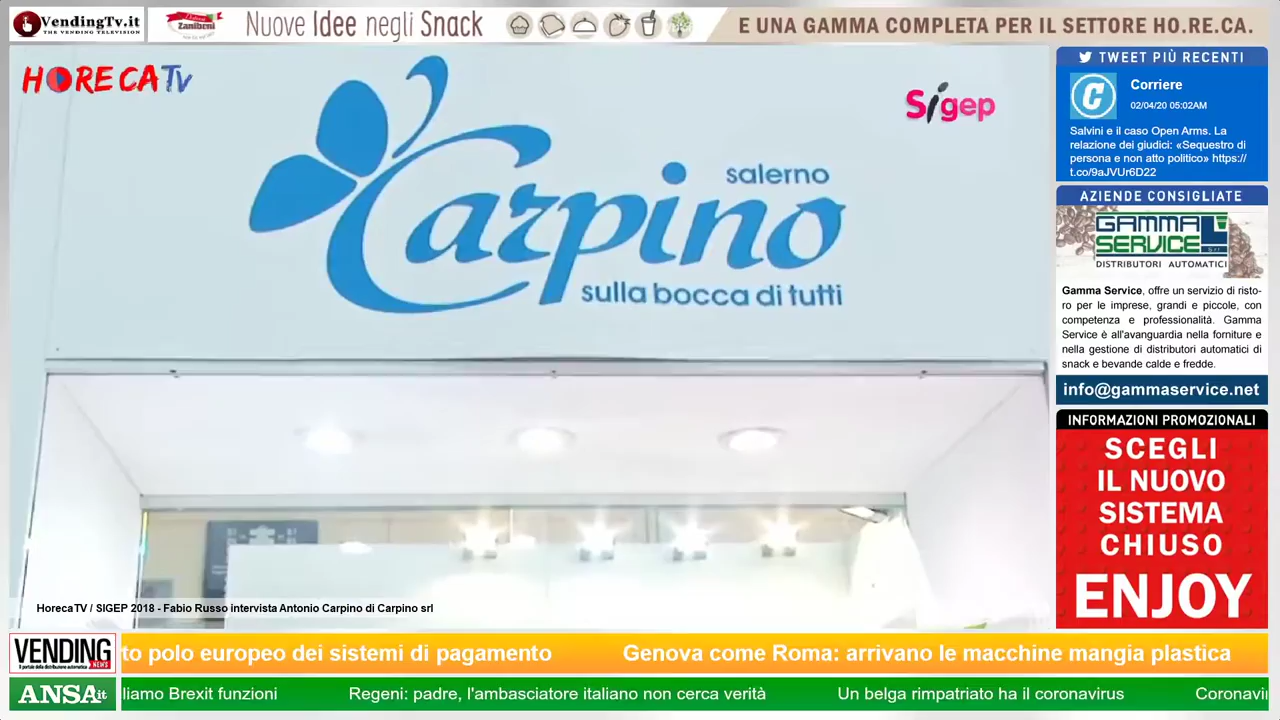 VendingTv.it
THE VENDING TELEVISION
Zaniboni
Nuove Idee negli Snack
E UNA GAMMA COMPLETA PER IL SETTORE HO.RE.CA.
HORECATv
Sigep
salerno
Carpino
sulla bocca di tutti
HorecaTV / SIGEP 2018 - Fabio Russo intervista Antonio Carpino di Carpino srl
TWEET PIÙ RECENTI
Corriere
02/04/20 05:02AM
Salvini e il caso Open Arms. La
relazione dei giudici: «Sequestro di
persona e non atto politico» https://
t.co/9aJVUr6D22
AZIENDE CONSIGLIATE
GAMMA
SERVICE S.r.l.
DISTRIBUTORI AUTOMATICI
Gamma Service, offre un servizio di risto-
ro per le imprese, grandi e piccole, con
competenza e professionalità. Gamma
Service è all'avanguardia nella forniture e
nella gestione di distributori automatici di
snack e bevande calde e fredde.
info@gammaservice.net
INFORMAZIONI PROMOZIONALI
SCEGLI
IL NUOVO
SISTEMA
CHIUSO
ENJOY
VENDING
NEWS
Il portale della distribuzione automatica
to polo europeo dei sistemi di pagamento Genova come Roma: arrivano le macchine mangia plastica
ANSA.it
liamo Brexit funzioni Regeni: padre, l'ambasciatore italiano non cerca verità Un belga rimpatriato ha il coronavirus Coronavi